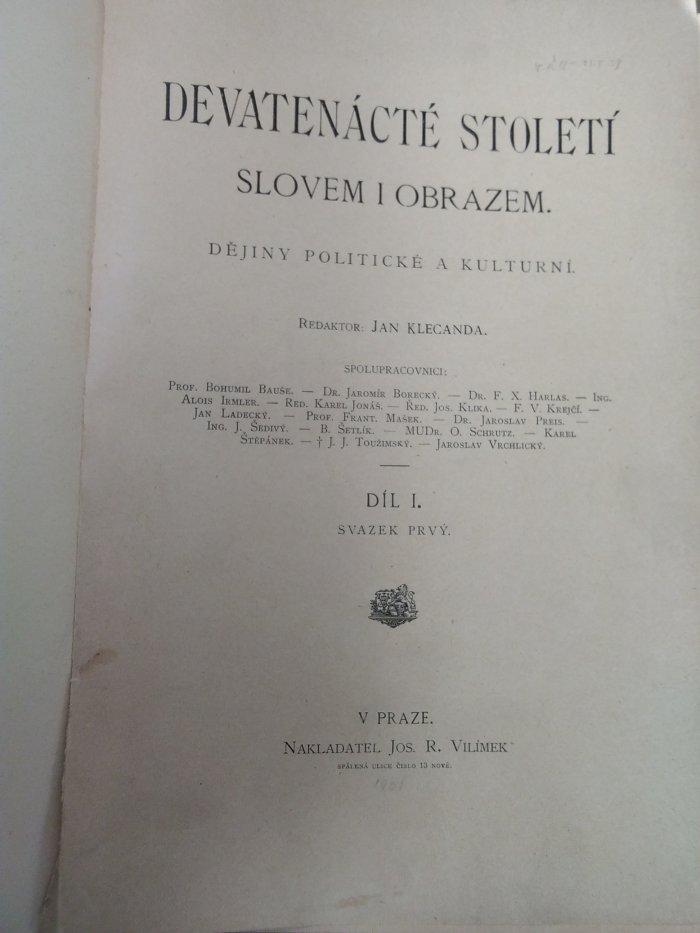 DEVATENÁCTÉ STOLETÍ
SLOVEM I OBRAZEM.
DĚJINY POLITICKÉ A KULTURNÍ.
REDAKTOR: JAN KLECANDA.
SPOLUPRACOVNICI:
PROF. BOHUMIL BAUŠE. — DR. JAROMÍR BORECKÝ. — DR. F. X. HARLAS. — ING.
ALOIS IRMLER. — RED. KAREL JONÁŠ. — RED. JOS. KLIKA. — F. V. KREJČÍ. —
JAN LADECKÝ. — PROF. FRANT. MAŠEK. — DR. JAROSLAV PREIS. —
ING. J. ŠEDIVÝ. — B. ŠETLÍK. — MUDR. O. SCHRUTZ. — KAREL
ŠTĚPÁNEK. — † J. J. TOUŽIMSKÝ. — JAROSLAV VRCHLICKÝ.
DÍL I.
SVAZEK PRVÝ.
V PRAZE.
NAKLADATEL JOS. R. VILÍMEK
SPÁLENÁ ULICE ČÍSLO 13 NOVÉ.